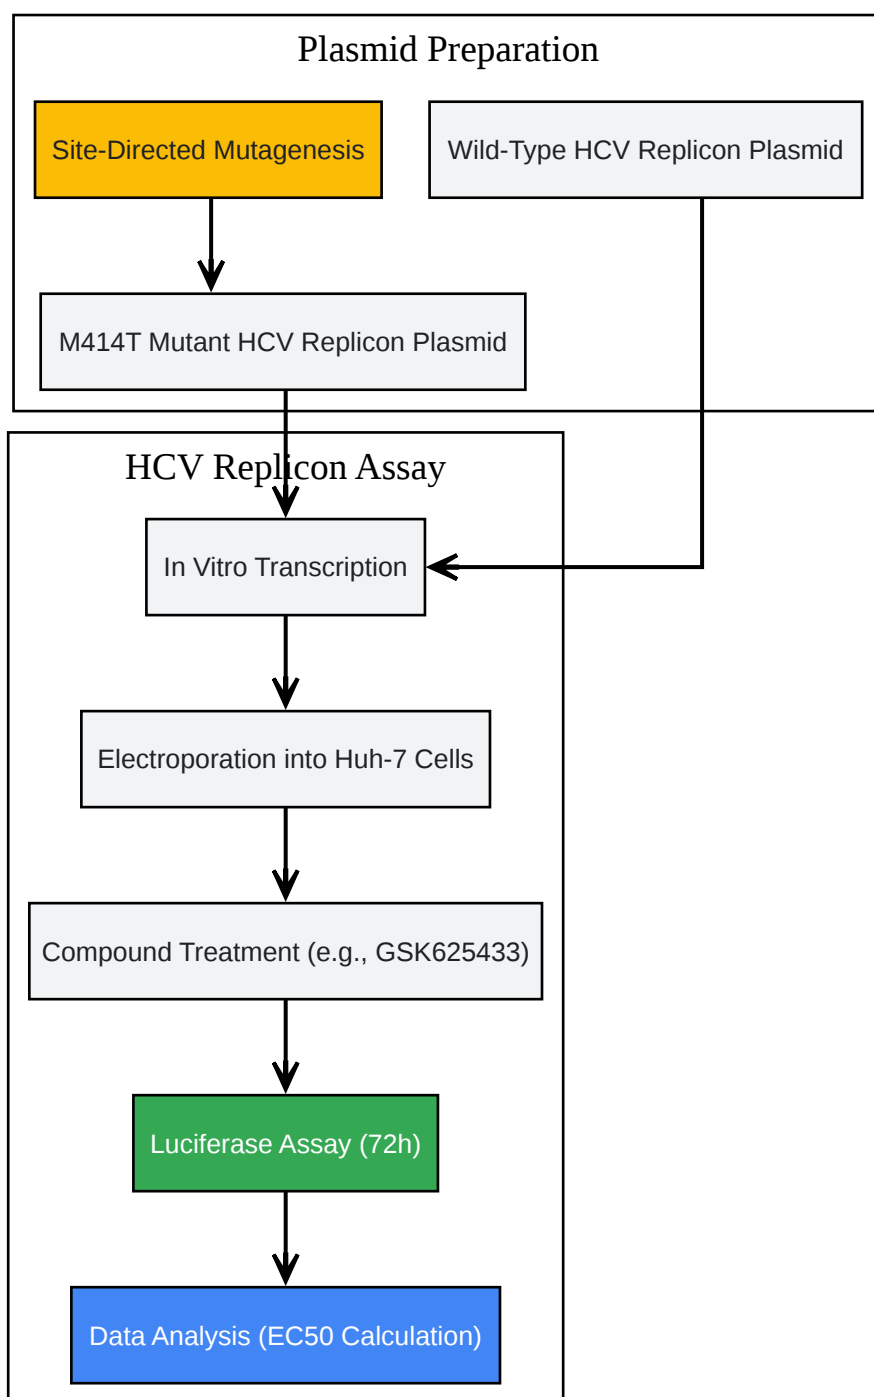 Plasmid Preparation
Site-Directed Mutagenesis
Wild-Type HCV Replicon Plasmid
M414T Mutant HCV Replicon Plasmid
HCV Replicon Assay
In Vitro Transcription
Electroporation into Huh-7 Cells
Compound Treatment (e.g., GSK625433)
Luciferase Assay (72h)
Data Analysis (EC50 Calculation)